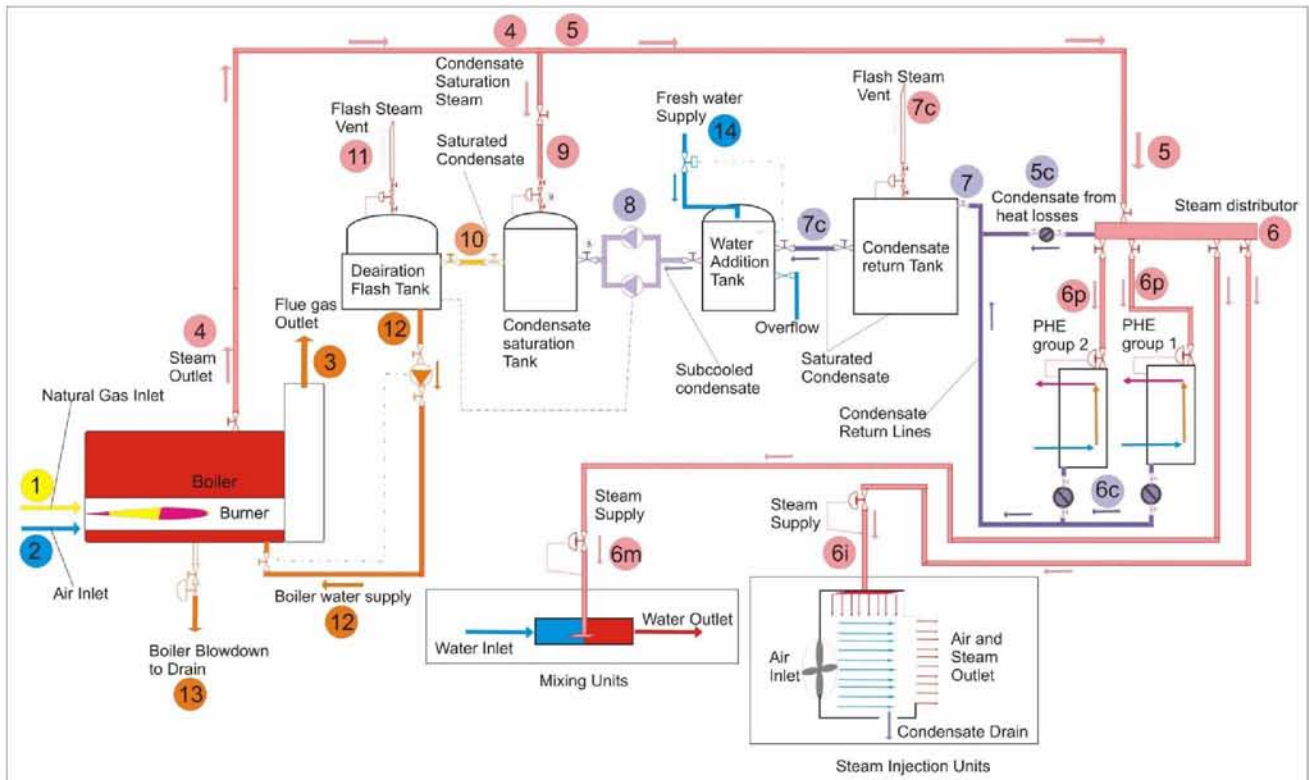 4
5
Condensate
Saturation
Steam
Flash Steam
Vent
11
Saturated
Condensate
9
10
8
Fresh water
Supply
14
Flash Steam
Vent
7c
7
5c
Condensate from
heat losses
5
Steam distributor
6
Deairation
Flash Tank
Condensate
saturation
Tank
Water
Addition
Tank
7c
Condensate
return Tank
Overflow
Subcooled
condensate
Saturated
Condensate
Condensate
Return Lines
6p
6p
PHE
group 2
PHE
group 1
6c
4
Steam
Outlet
Flue gas
Outlet
3
12
Natural Gas Inlet
1
2
Air Inlet
Boiler
Burner
Boiler water supply
12
Boiler Blowdown
to Drain
13
Steam
Supply
6m
Water Inlet
Water Outlet
Mixing Units
Steam
Supply
6i
Air
Inlet
Air and
Steam
Outlet
Condensate Drain
Steam Injection Units